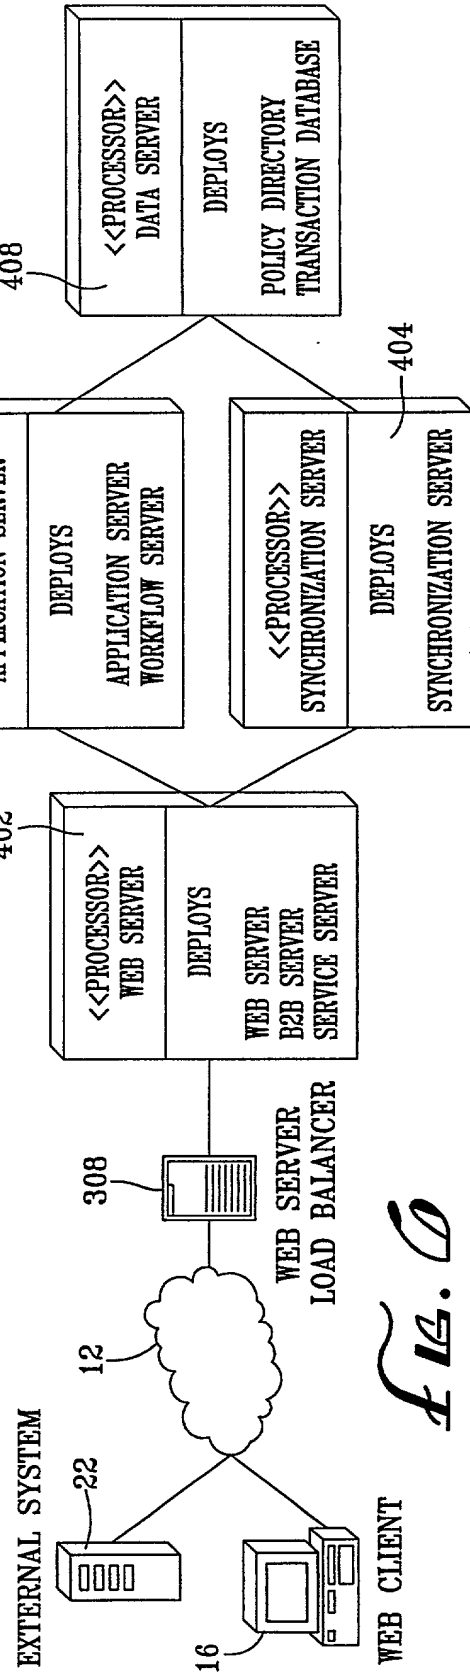 EXTERNAL SYSTEM
22
16
WEB CLIENT
12
308
WEB SERVER
LOAD BALANCER
402
<<PROCESSOR>>
WEB SERVER
DEPLOYS
WEB SERVER
B2B SERVER
SERVICE SERVER
APPLICATION SERVER
DEPLOYS
APPLICATION SERVER
WORKFLOW SERVER
<<PROCESSOR>>
SYNCHRONIZATION SERVER
DEPLOYS
SYNCHRONIZATION SERVER
404
408
<<PROCESSOR>>
DATA SERVER
DEPLOYS
POLICY DIRECTORY
TRANSACTION DATABASE
FIG. 6